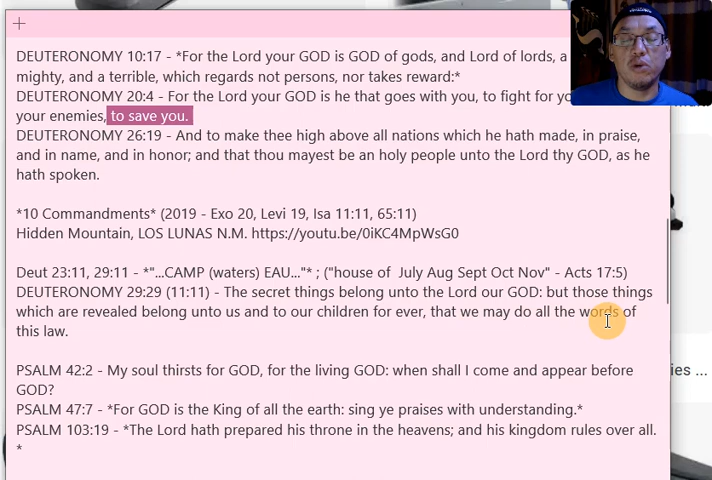 DEUTERONOMY 10:17 - *For the Lord your GOD is GOD of gods, and Lord of lords, a
mighty, and a terrible, which regards not persons, nor takes reward:*
DEUTERONOMY 20:4 - For the Lord your GOD is he that goes with you, to fight for
your enemies, to save you.
DEUTERONOMY 26:19 - And to make thee high above all nations which he hath made, in praise,
and in name, and in honor; and that thou mayest be an holy people unto the Lord thy GOD, as he
hath spoken.
*10 Commandments* (2019 - Exo 20, Levi 19, Isa 11:11, 65:11)
Hidden Mountain, LOS LUNAS N.M. https://youtu.be/0iKC4MpWsG0
Deut 23:11, 29:11 - *"...CAMP (waters) EAU..."* ; ("house of  July Aug Sept Oct Nov" - Acts 17:5)
DEUTERONOMY 29:29 (11:11) - The secret things belong unto the Lord our GOD: but those things
which are revealed belong unto us and to our children for ever, that we may do all the words of
this law.
PSALM 42:2 - My soul thirsts for GOD, for the living GOD: when shall I come and appear before
GOD?
PSALM 47:7 - *For GOD is the King of all the earth: sing ye praises with understanding.*
PSALM 103:19 - *The Lord hath prepared his throne in the heavens; and his kingdom rules over all.
*
ies ...